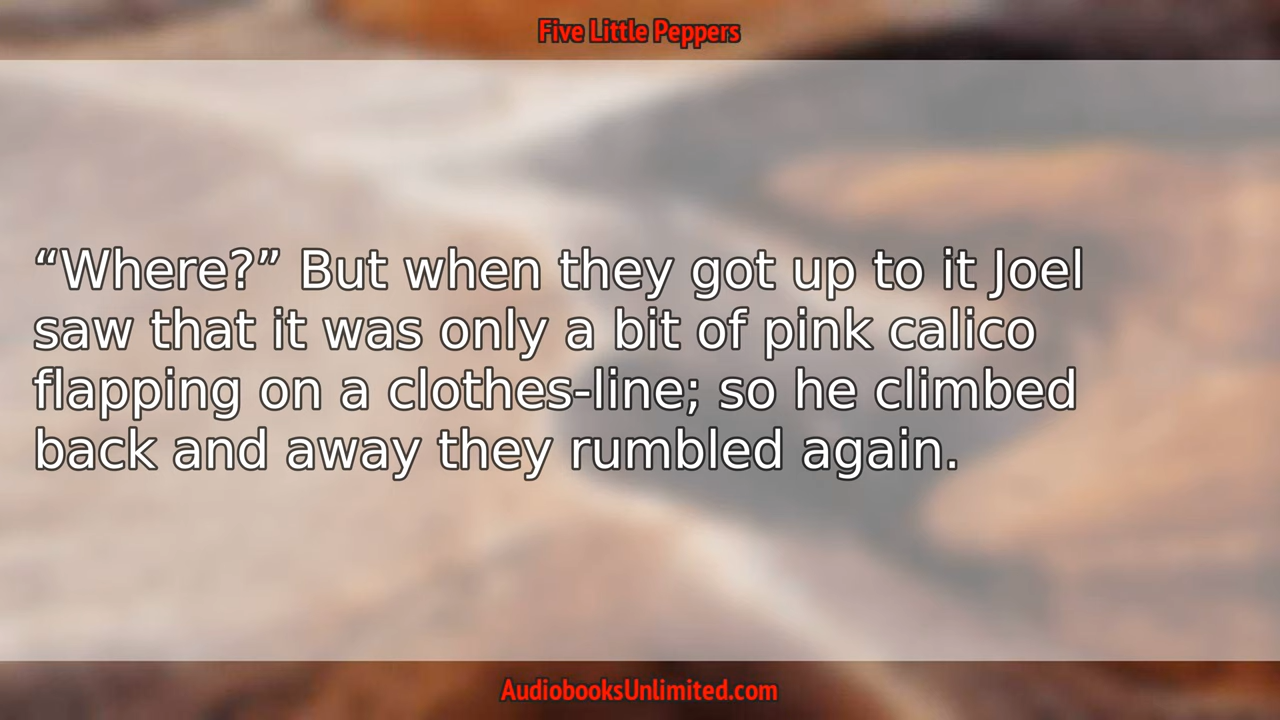 Five Little Peppers
“Where?” But when they got up to it Joel
saw that it was only a bit of pink calico
flapping on a clothes-line; so he climbed
back and away they rumbled again.
AudiobooksUnlimited.com